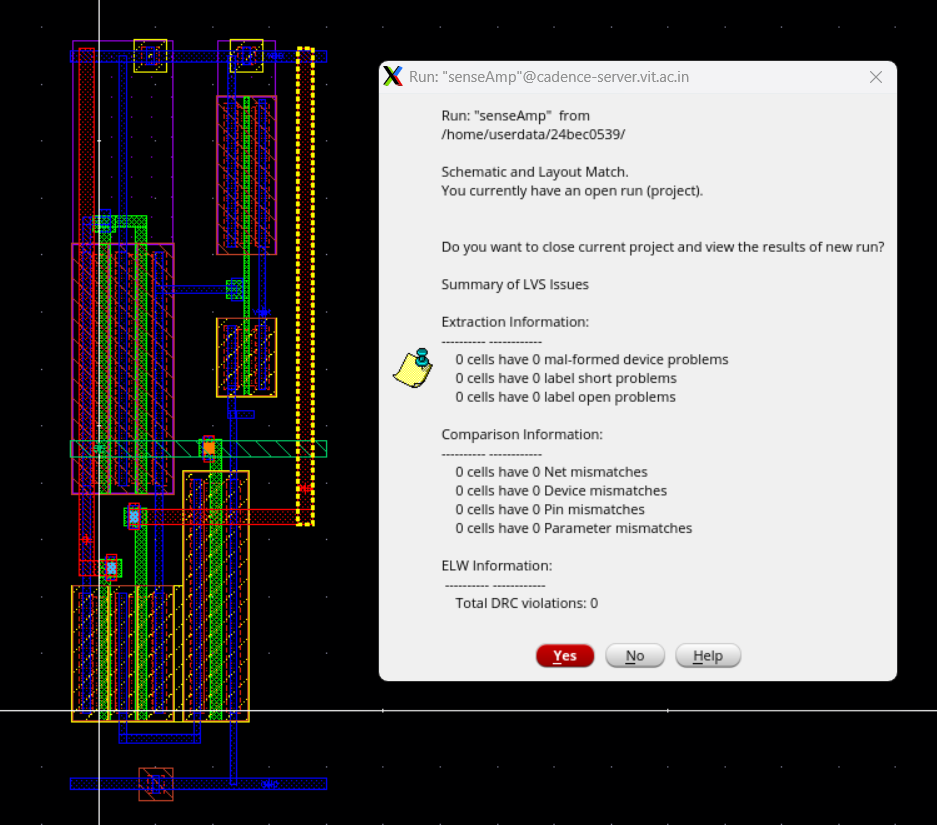 Run: "senseAmp"@cadence-server.vit.ac.in
Run: "senseAmp"  from
/home/userdata/24bec0539/
Schematic and Layout Match.
You currently have an open run (project).
Do you want to close current project and view the results of new run?
Summary of LVS Issues
Extraction Information:
---------- ------------
0 cells have 0 mal-formed device problems
0 cells have 0 label short problems
0 cells have 0 label open problems
Comparison Information:
---------- ------------
0 cells have 0 Net mismatches
0 cells have 0 Device mismatches
0 cells have 0 Pin mismatches
0 cells have 0 Parameter mismatches
ELW Information:
---------- ------------
Total DRC violations: 0
Yes
No
Help